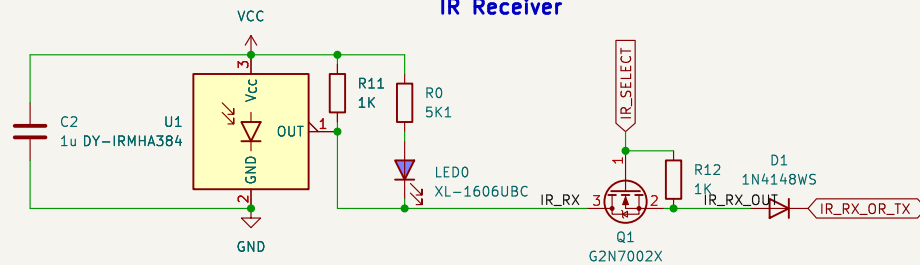 IR Receiver
VCC
3
Vcc
U1
DY-IRMHA384
OUT
1
GND
2
GND
C2
1u
R11
1K
R0
5K1
LED0
XL-1606UBC
IR_SELECT
1
IR_RX
3
2
Q1
G2N7002X
R12
1K
IR_RX_OUT
D1
1N4148WS
IR_RX_OR_TX